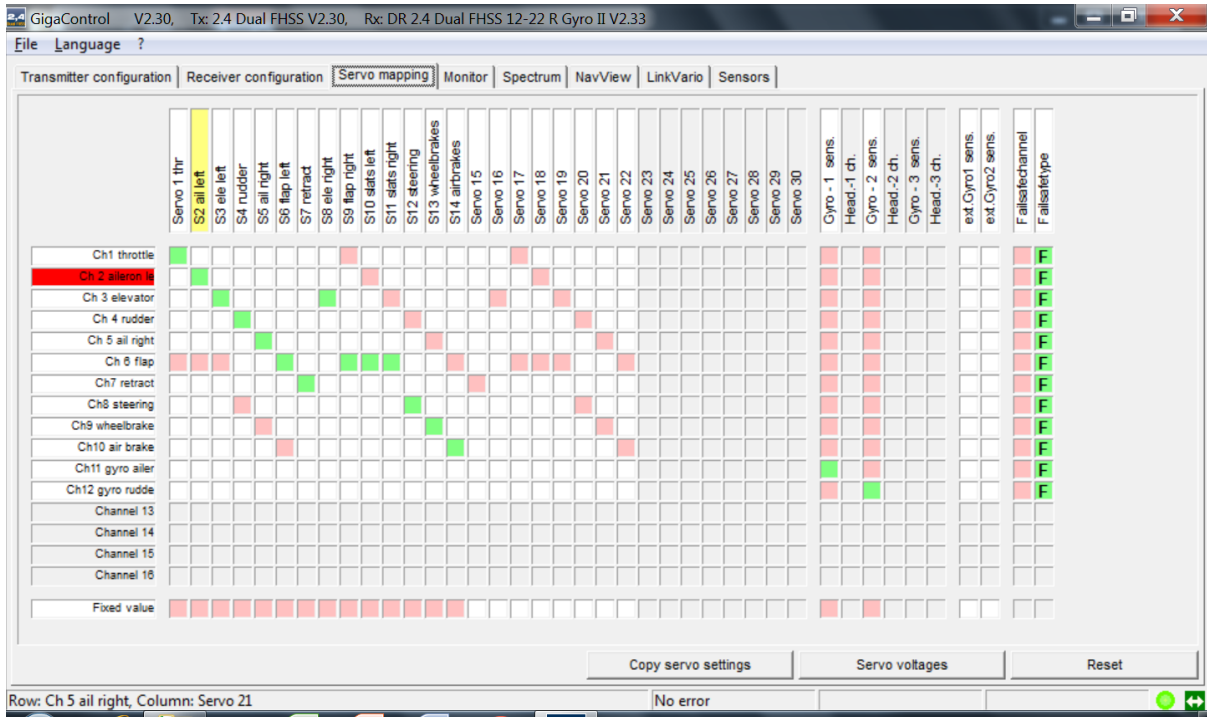 GigaControl V2.30, Tx: 2.4 Dual FHSS V2.30, Rx: DR 2.4 Dual FHSS 12-22 R Gyro II V2.33
File Language ?
Transmitter configuration Receiver configuration Servo mapping Monitor Spectrum NavView LinkVario Sensors
Servo 1 thr
S2 ail left
S3 ele left
S4 rudder
S5 ail right
S6 flap left
S7 retract
S8 ele right
S9 flap right
S10 slats left
S11 slats right
S12 steering
S13 wheelbrakes
S14 airbrakes
Servo 15
Servo 16
Servo 17
Servo 18
Servo 19
Servo 20
Servo 21
Servo 22
Servo 23
Servo 24
Servo 25
Servo 26
Servo 27
Servo 28
Servo 29
Servo 30
Gyro - 1 sens.
Head.-1 ch.
Gyro - 2 sens.
Head.-2 ch.
Gyro - 3 sens.
Head.-3 ch.
ext.Gyro1 sens.
ext.Gyro2 sens.
Failsafechannel
Failsafetype
Ch1 throttle F
Ch 2 aileron le F
Ch 3 elevator F
Ch 4 rudder F
Ch 5 ail right F
Ch 6 flap F
Ch7 retract F
Ch8 steering F
Ch9 wheelbrake F
Ch10 air brake F
Ch11 gyro ailer F
Ch12 gyro rudde F
Channel 13
Channel 14
Channel 15
Channel 16
Fixed value
Copy servo settings Servo voltages Reset
Row: Ch 5 ail right, Column: Servo 21 No error